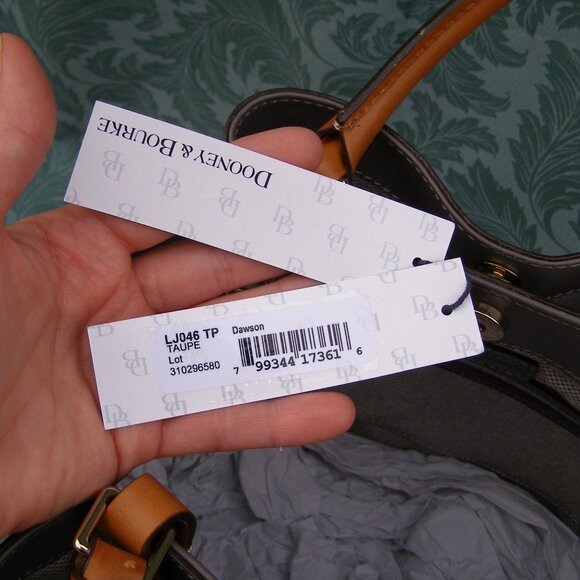 DOONEY & BOURKE
LJ046 TP Dawson
TAUPE
Lot
310296580
7 99344 17361 6